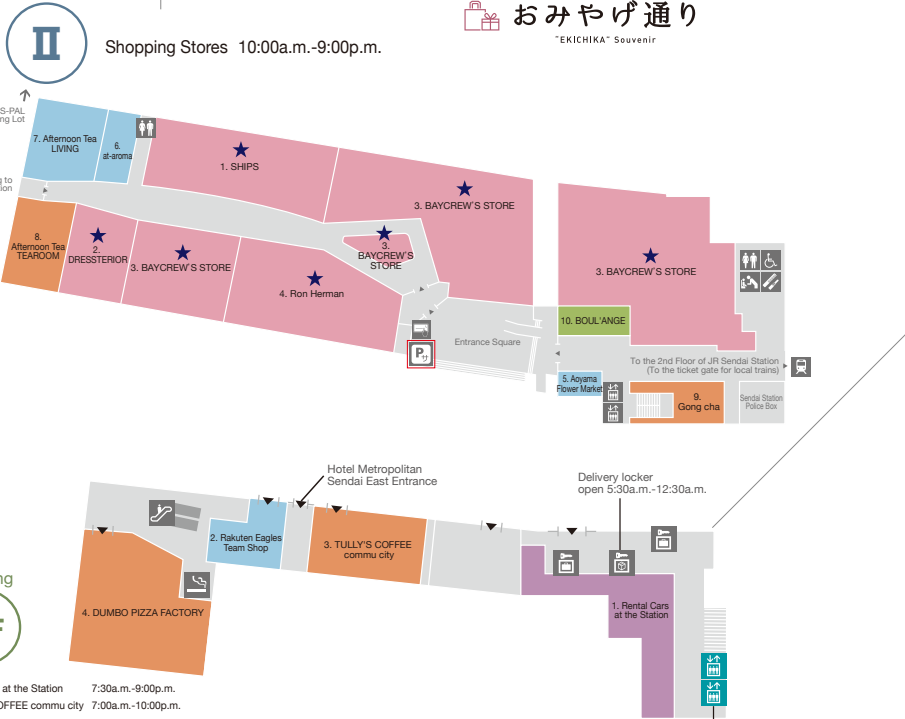 II
Shopping Stores 10:00a.m.-9:00p.m.
おみやげ通り
"EKICHIKA" Souvenir
S-PAL
7. Afternoon Tea
LIVING
6.
at-aroma
1. SHIPS
3. BAYCREW'S STORE
8.
Afternoon Tea
TEAROOM
2.
DRESSTERIOR
3. BAYCREW'S STORE
3.
BAYCREW'S
STORE
4. Ron Herman
3. BAYCREW'S STORE
10. BOUL'ANGE
Entrance Square
Pサ
To the 2nd Floor of JR Sendai Station
(To the ticket gate for local trains)
5. Aoyama
Flower Market
9.
Gong cha
Sendai Station
Police Box
Hotel Metropolitan
Sendai East Entrance
Delivery locker
open 5:30a.m.-12:30a.m.
2. Rakuten Eagles
Team Shop
3. TULLY'S COFFEE
commu city
4. DUMBO PIZZA FACTORY
1. Rental Cars
at the Station
at the Station 7:30a.m.-9:00p.m.
OFFEE commu city 7:00a.m.-10:00p.m.